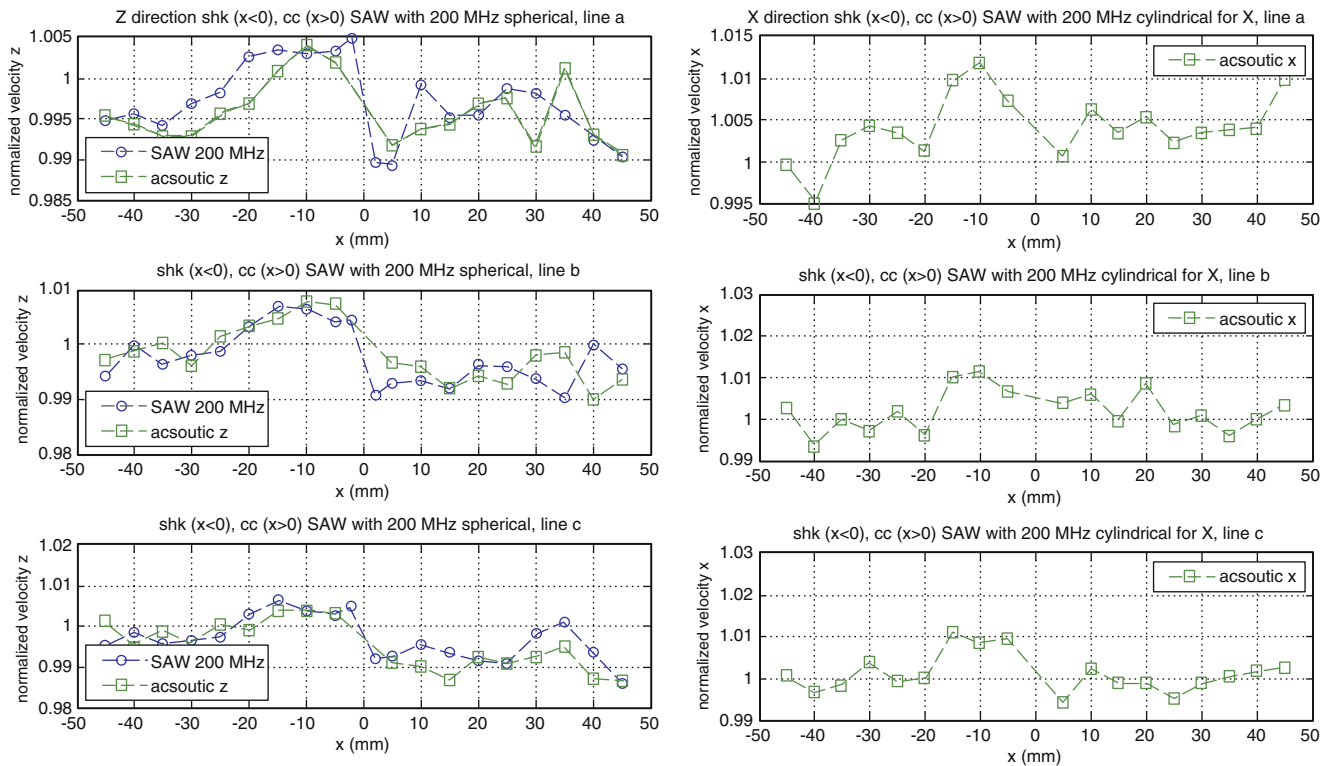 Z direction shk (x<0), cc (x>0) SAW with 200 MHz spherical, line a
normalized velocity z
1.005
1
0.995
0.99
0.985
SAW 200 MHz
acsoutic z
-50 -40 -30 -20 -10 0 10 20 30 40 50
x (mm)
X direction shk (x<0), cc (x>0) SAW with 200 MHz cylindrical for X, line a
normalized velocity x
1.015
1.01
1.005
1
0.995
acsoutic x
-50 -40 -30 -20 -10 0 10 20 30 40 50
x (mm)
shk (x<0), cc (x>0) SAW with 200 MHz spherical, line b
normalized velocity z
1.01
1
0.99
0.98
SAW 200 MHz
acsoutic z
-50 -40 -30 -20 -10 0 10 20 30 40 50
x (mm)
shk (x<0), cc (x>0) SAW with 200 MHz cylindrical for X, line b
normalized velocity x
1.03
1.02
1.01
1
0.99
acsoutic x
-50 -40 -30 -20 -10 0 10 20 30 40 50
x (mm)
shk (x<0), cc (x>0) SAW with 200 MHz spherical, line c
normalized velocity z
1.02
1.01
1
0.99
0.98
SAW 200 MHz
acsoutic z
-50 -40 -30 -20 -10 0 10 20 30 40 50
x (mm)
shk (x<0), cc (x>0) SAW with 200 MHz cylindrical for X, line c
normalized velocity x
1.03
1.02
1.01
1
0.99
acsoutic x
-50 -40 -30 -20 -10 0 10 20 30 40 50
x (mm)